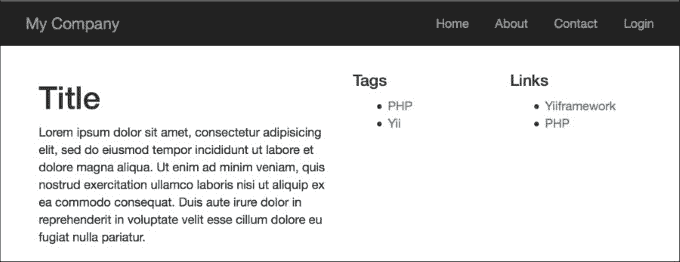 My Company Home About Contact Login
Title
Lorem ipsum dolor sit amet, consectetur adipisicing
elit, sed do eiusmod tempor incididunt ut labore et
dolore magna aliqua. Ut enim ad minim veniam, quis
nostrud exercitation ullamco laboris nisi ut aliquip ex
ea commodo consequat. Duis aute irure dolor in
reprehenderit in voluptate velit esse cillum dolore eu
fugiat nulla pariatur.
Tags
• PHP
• Yii
Links
• Yiiframework
• PHP